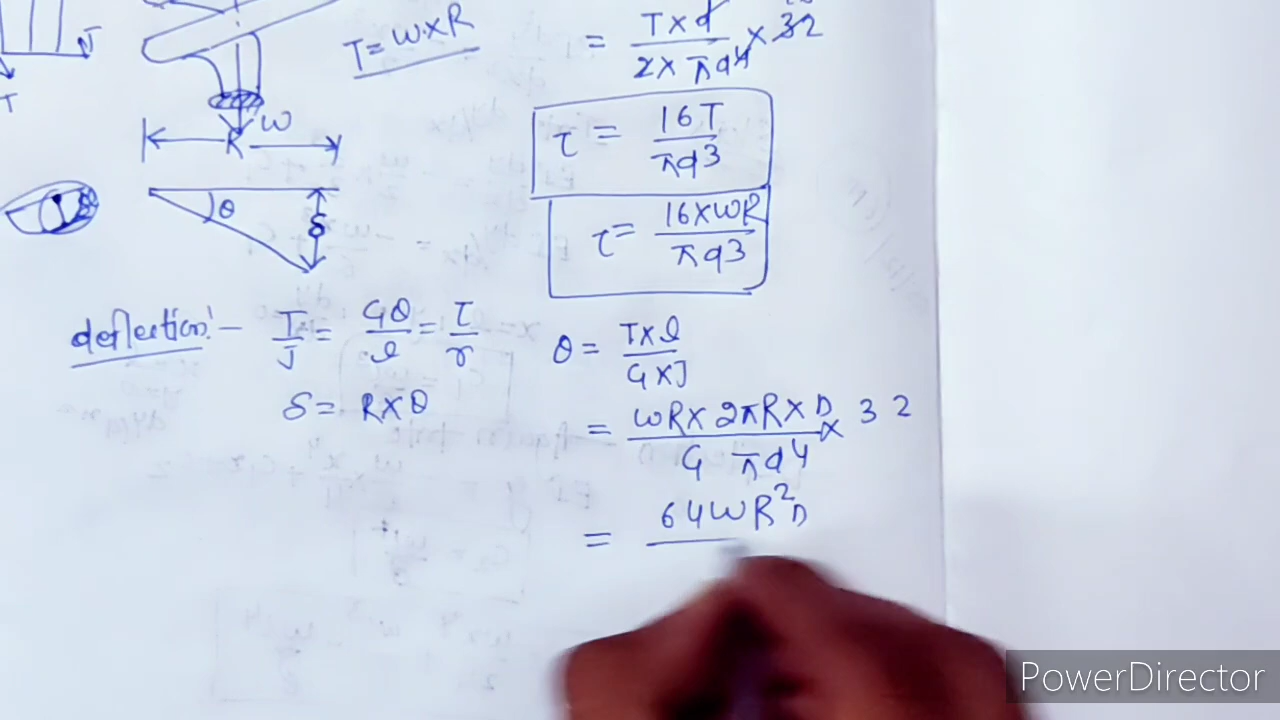 T
T
T = W×R
W
R
θ
δ
= T×d / 2×πd⁴ × 32
τ = 16T / πd³
τ = 16×WR / πd³
deflection:- T/J = Gθ/l = τ/r
δ = R×θ
θ = T×l / G×J
= WR×2πR×n / G πd⁴ × 32
= 64WR²n
PowerDirector